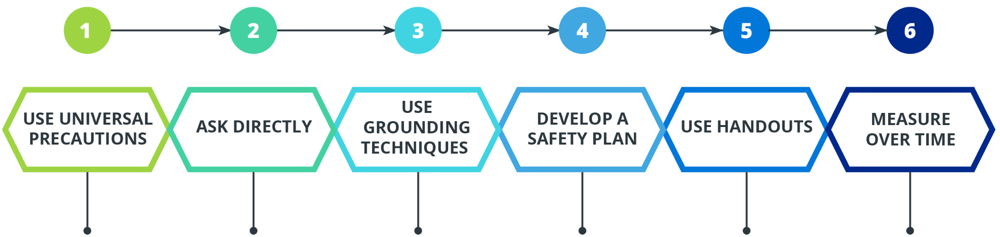 1
2
3
4
5
6
USE UNIVERSAL
PRECAUTIONS
ASK DIRECTLY
USE
GROUNDING
TECHNIQUES
DEVELOP A
SAFETY PLAN
USE HANDOUTS
MEASURE
OVER TIME